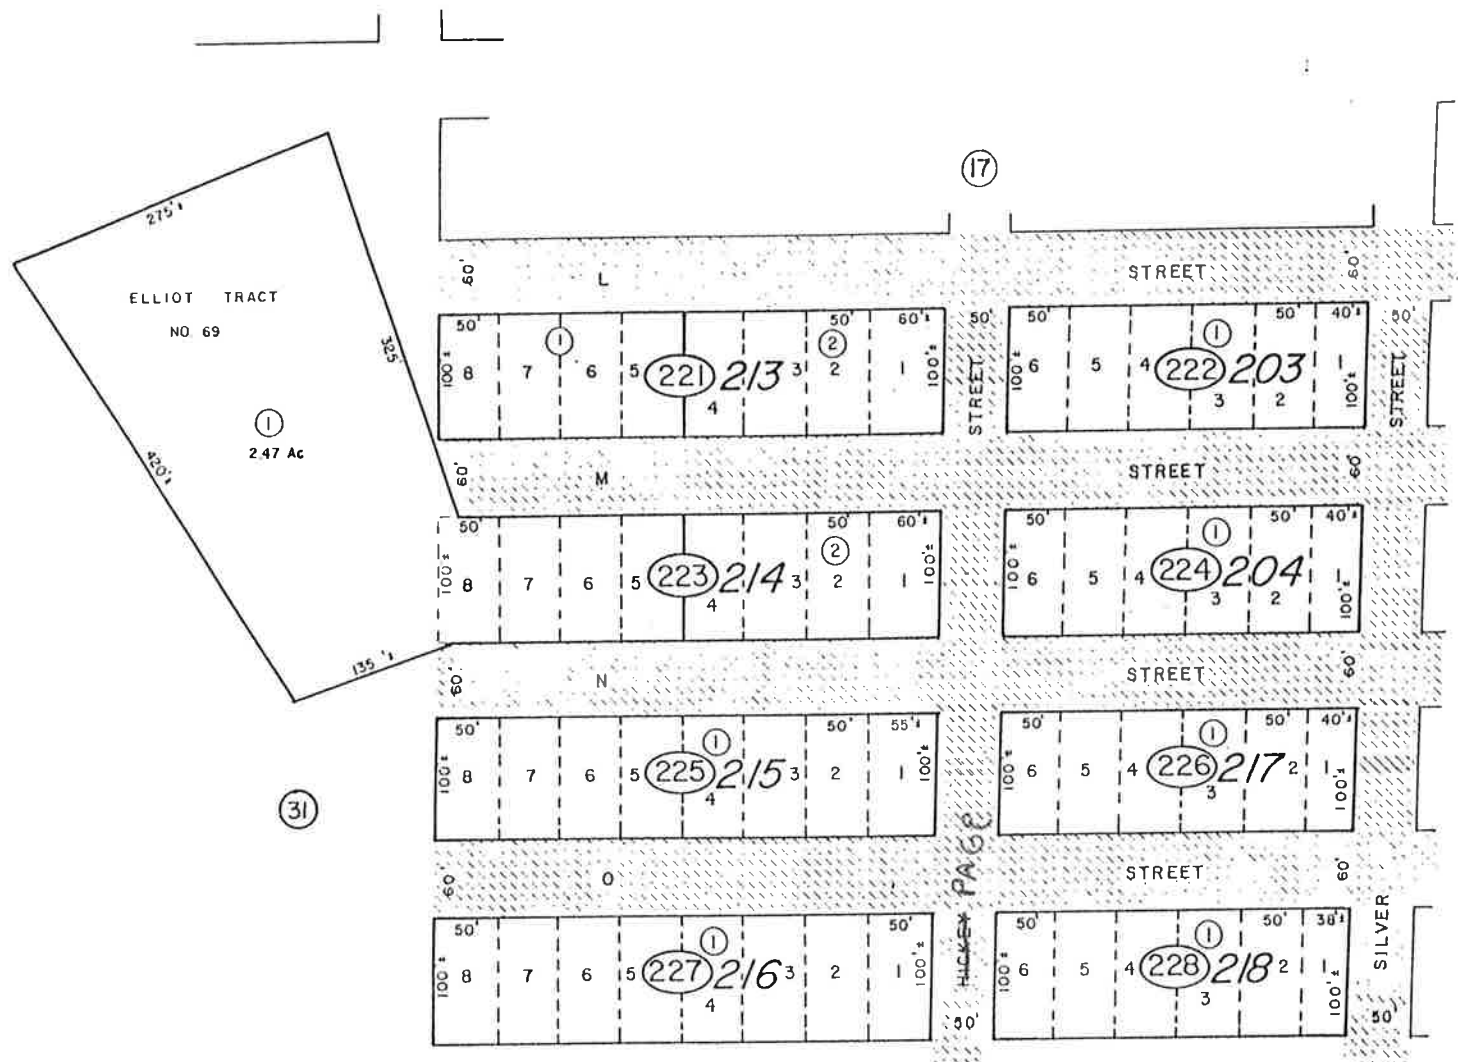 17
275'±
ELLIOT TRACT
NO. 69
325'
1
2.47 Ac
420'±
135'±
31
60' L STREET 60'
50' 1 50' 2 60'± 50' 50' 1 50' 40'± 50'
100'± 8 7 6 5 221 213 3 2 1 100'± STREET 100'± 6 5 4 222 203 1 100'± STREET
4 3 2
60' M STREET 60'
50' 50' 2 60'± 50' 1 50' 40'±
100'± 8 7 6 5 223 214 3 2 1 100'± 100'± 6 5 4 224 204 1 100'±
4 3 2
60' N STREET 60'
50' 1 50' 55'± 50' 1 50' 40'±
100'± 8 7 6 5 225 215 3 2 1 100'± 100'± 6 5 4 226 217 2 1 100'±
4 3
60' O STREET 60'
HICKEY PAGE
50' 1 50' 50' 1 50' 38'± SILVER
100'± 8 7 6 5 227 216 3 2 1 100'± 100'± 6 5 4 228 218 2 1 100'±
4 3
50' 50'